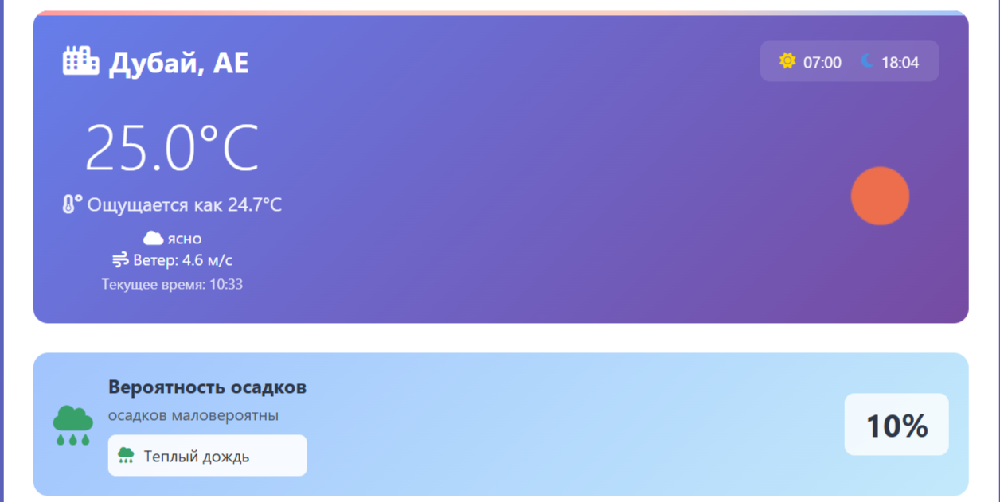 Дубай, AE
07:00 18:04
25.0°C
Ощущается как 24.7°C
ясно
Ветер: 4.6 м/с
Текущее время: 10:33
Вероятность осадков
осадков маловероятны
10%
Теплый дождь